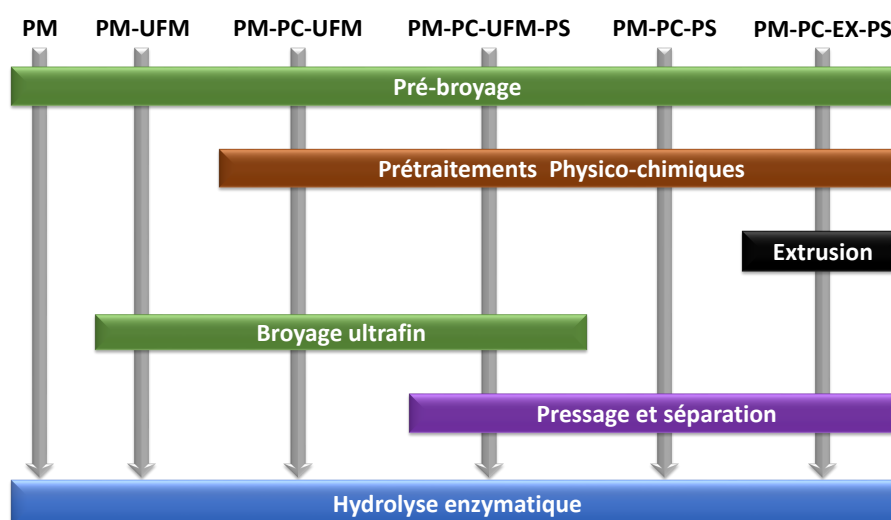 PM PM-UFM PM-PC-UFM PM-PC-UFM-PS PM-PC-PS PM-PC-EX-PS
Pré-broyage
Prétraitements Physico-chimiques
Extrusion
Broyage ultrafin
Pressage et séparation
Hydrolyse enzymatique